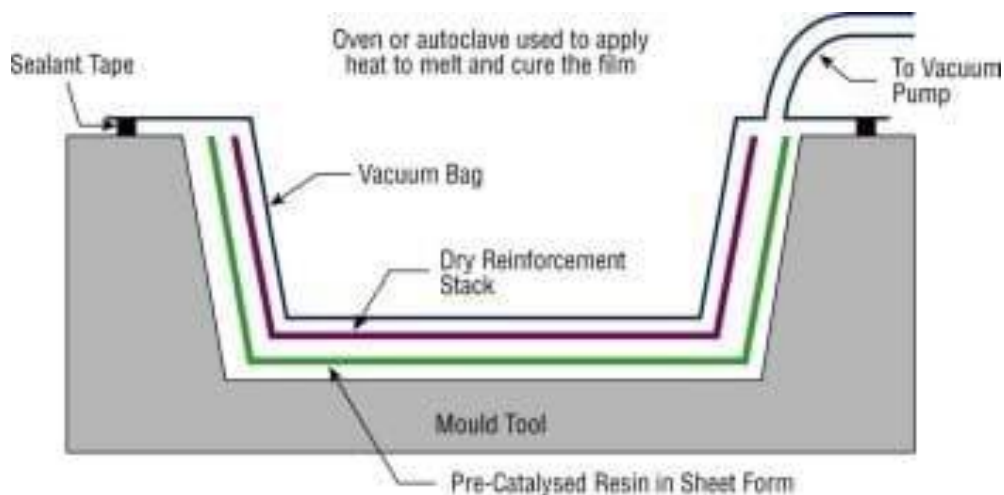 Oven or autoclave used to apply
heat to melt and cure the film
Sealant Tape
To Vacuum
Pump
Vacuum Bag
Dry Reinforcement
Stack
Mould Tool
Pre-Catalysed Resin in Sheet Form